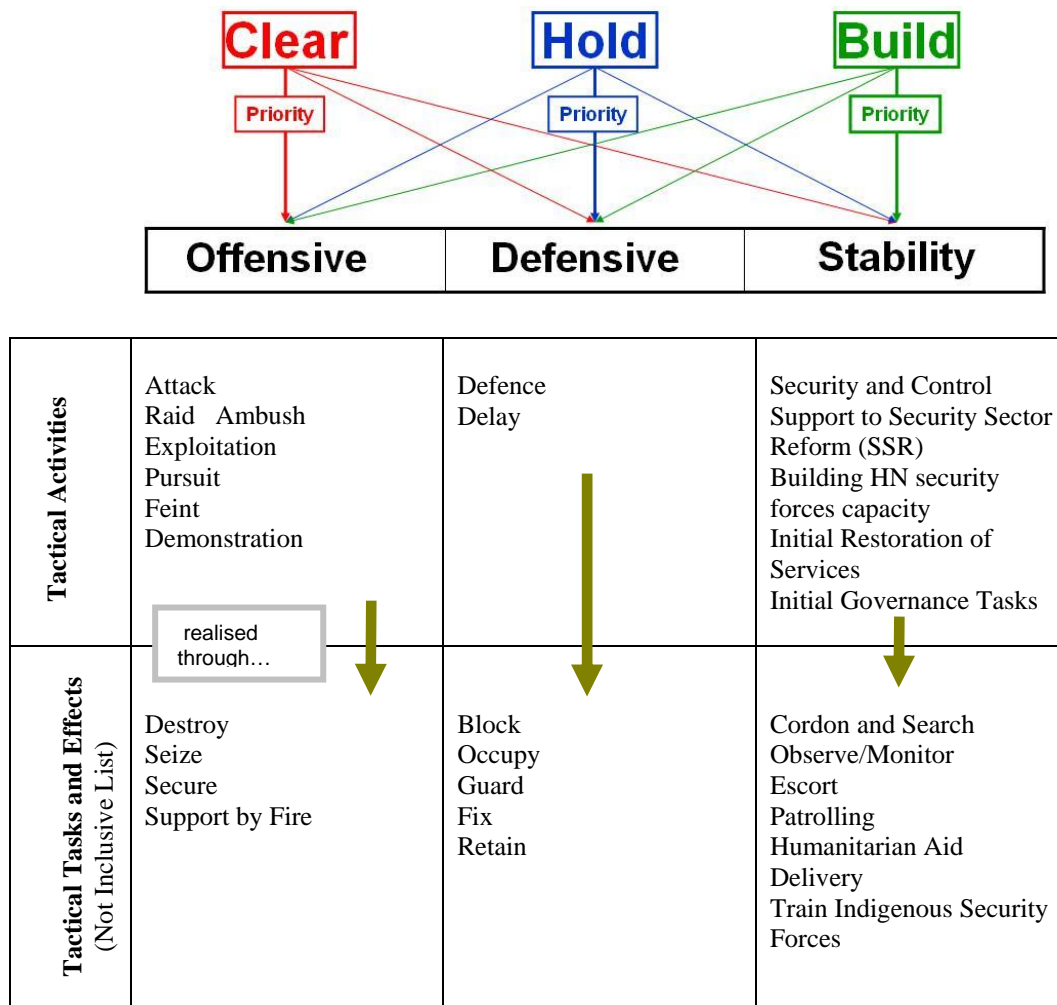 Clear
Hold
Build
Priority
Priority
Priority
Offensive
Defensive
Stability
Tactical Activities
Attack
Raid Ambush
Exploitation
Pursuit
Feint
Demonstration
Defence
Delay
Security and Control
Support to Security Sector
Reform (SSR)
Building HN security
forces capacity
Initial Restoration of
Services
Initial Governance Tasks
realised
through…
Tactical Tasks and Effects
(Not Inclusive List)
Destroy
Seize
Secure
Support by Fire
Block
Occupy
Guard
Fix
Retain
Cordon and Search
Observe/Monitor
Escort
Patrolling
Humanitarian Aid
Delivery
Train Indigenous Security
Forces